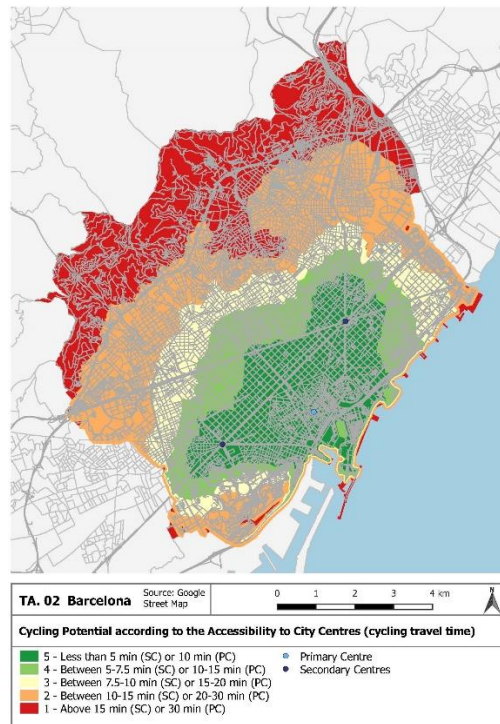 TA. 02 Barcelona
Source: Google
Street Map
0 1 2 3 4 km
N
Cycling Potential according to the Accessibility to City Centres (cycling travel time)
5 - Less than 5 min (SC) or 10 min (PC)
4 - Between 5-7.5 min (SC) or 10-15 min (PC)
3 - Between 7.5-10 min (SC) or 15-20 min (PC)
2 - Between 10-15 min (SC) or 20-30 min (PC)
1 - Above 15 min (SC) or 30 min (PC)
Primary Centre
Secondary Centres